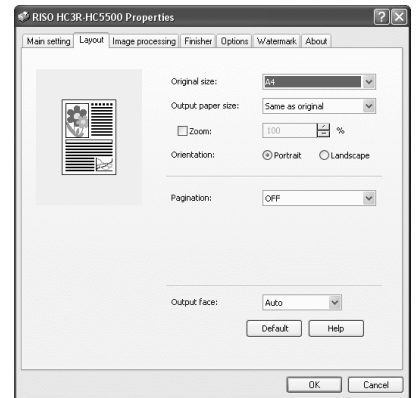 RISO HC3R-HC5500 Properties
Main setting Layout Image processing Finisher Options Watermark About
Original size: A4
Output paper size: Same as original
Zoom: 100 %
Orientation: Portrait Landscape
Pagination: OFF
Output face: Auto
Default Help
OK Cancel